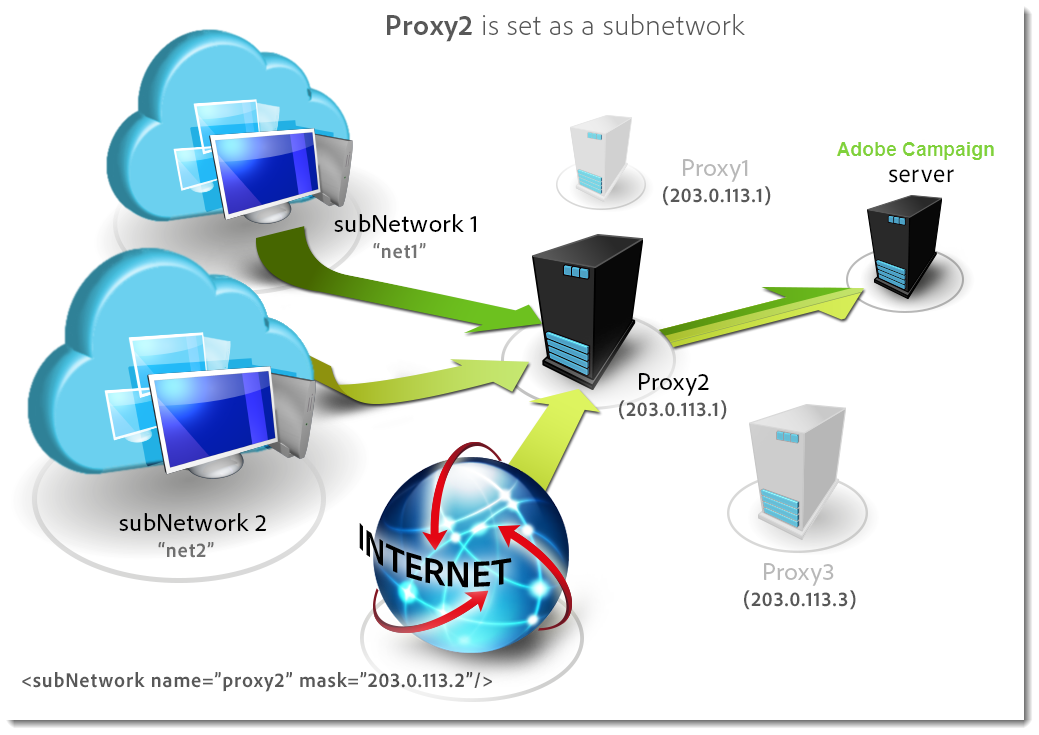 Proxy2 is set as a subnetwork
Proxy1
(203.0.113.1)
Adobe Campaign
server
subNetwork 1
“net1”
Proxy2
(203.0.113.1)
subNetwork 2
“net2”
INTERNET
Proxy3
(203.0.113.3)
<subNetwork name=”proxy2” mask=”203.0.113.2”/>